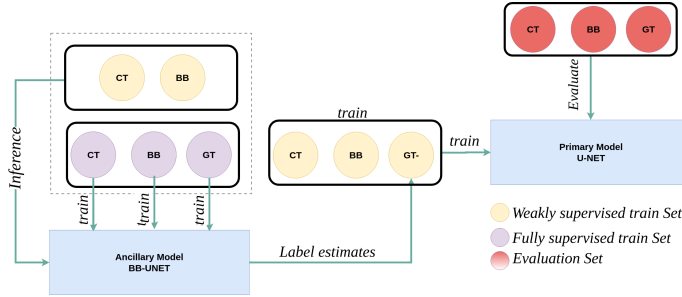 CT BB GT
Evaluate
CT BB
Inference
CT BB GT
train train train
train
CT BB GT-
train
Primary Model
U-NET
Ancillary Model
BB-UNET
Label estimates
Weakly supervised train Set
Fully supervised train Set
Evaluation Set